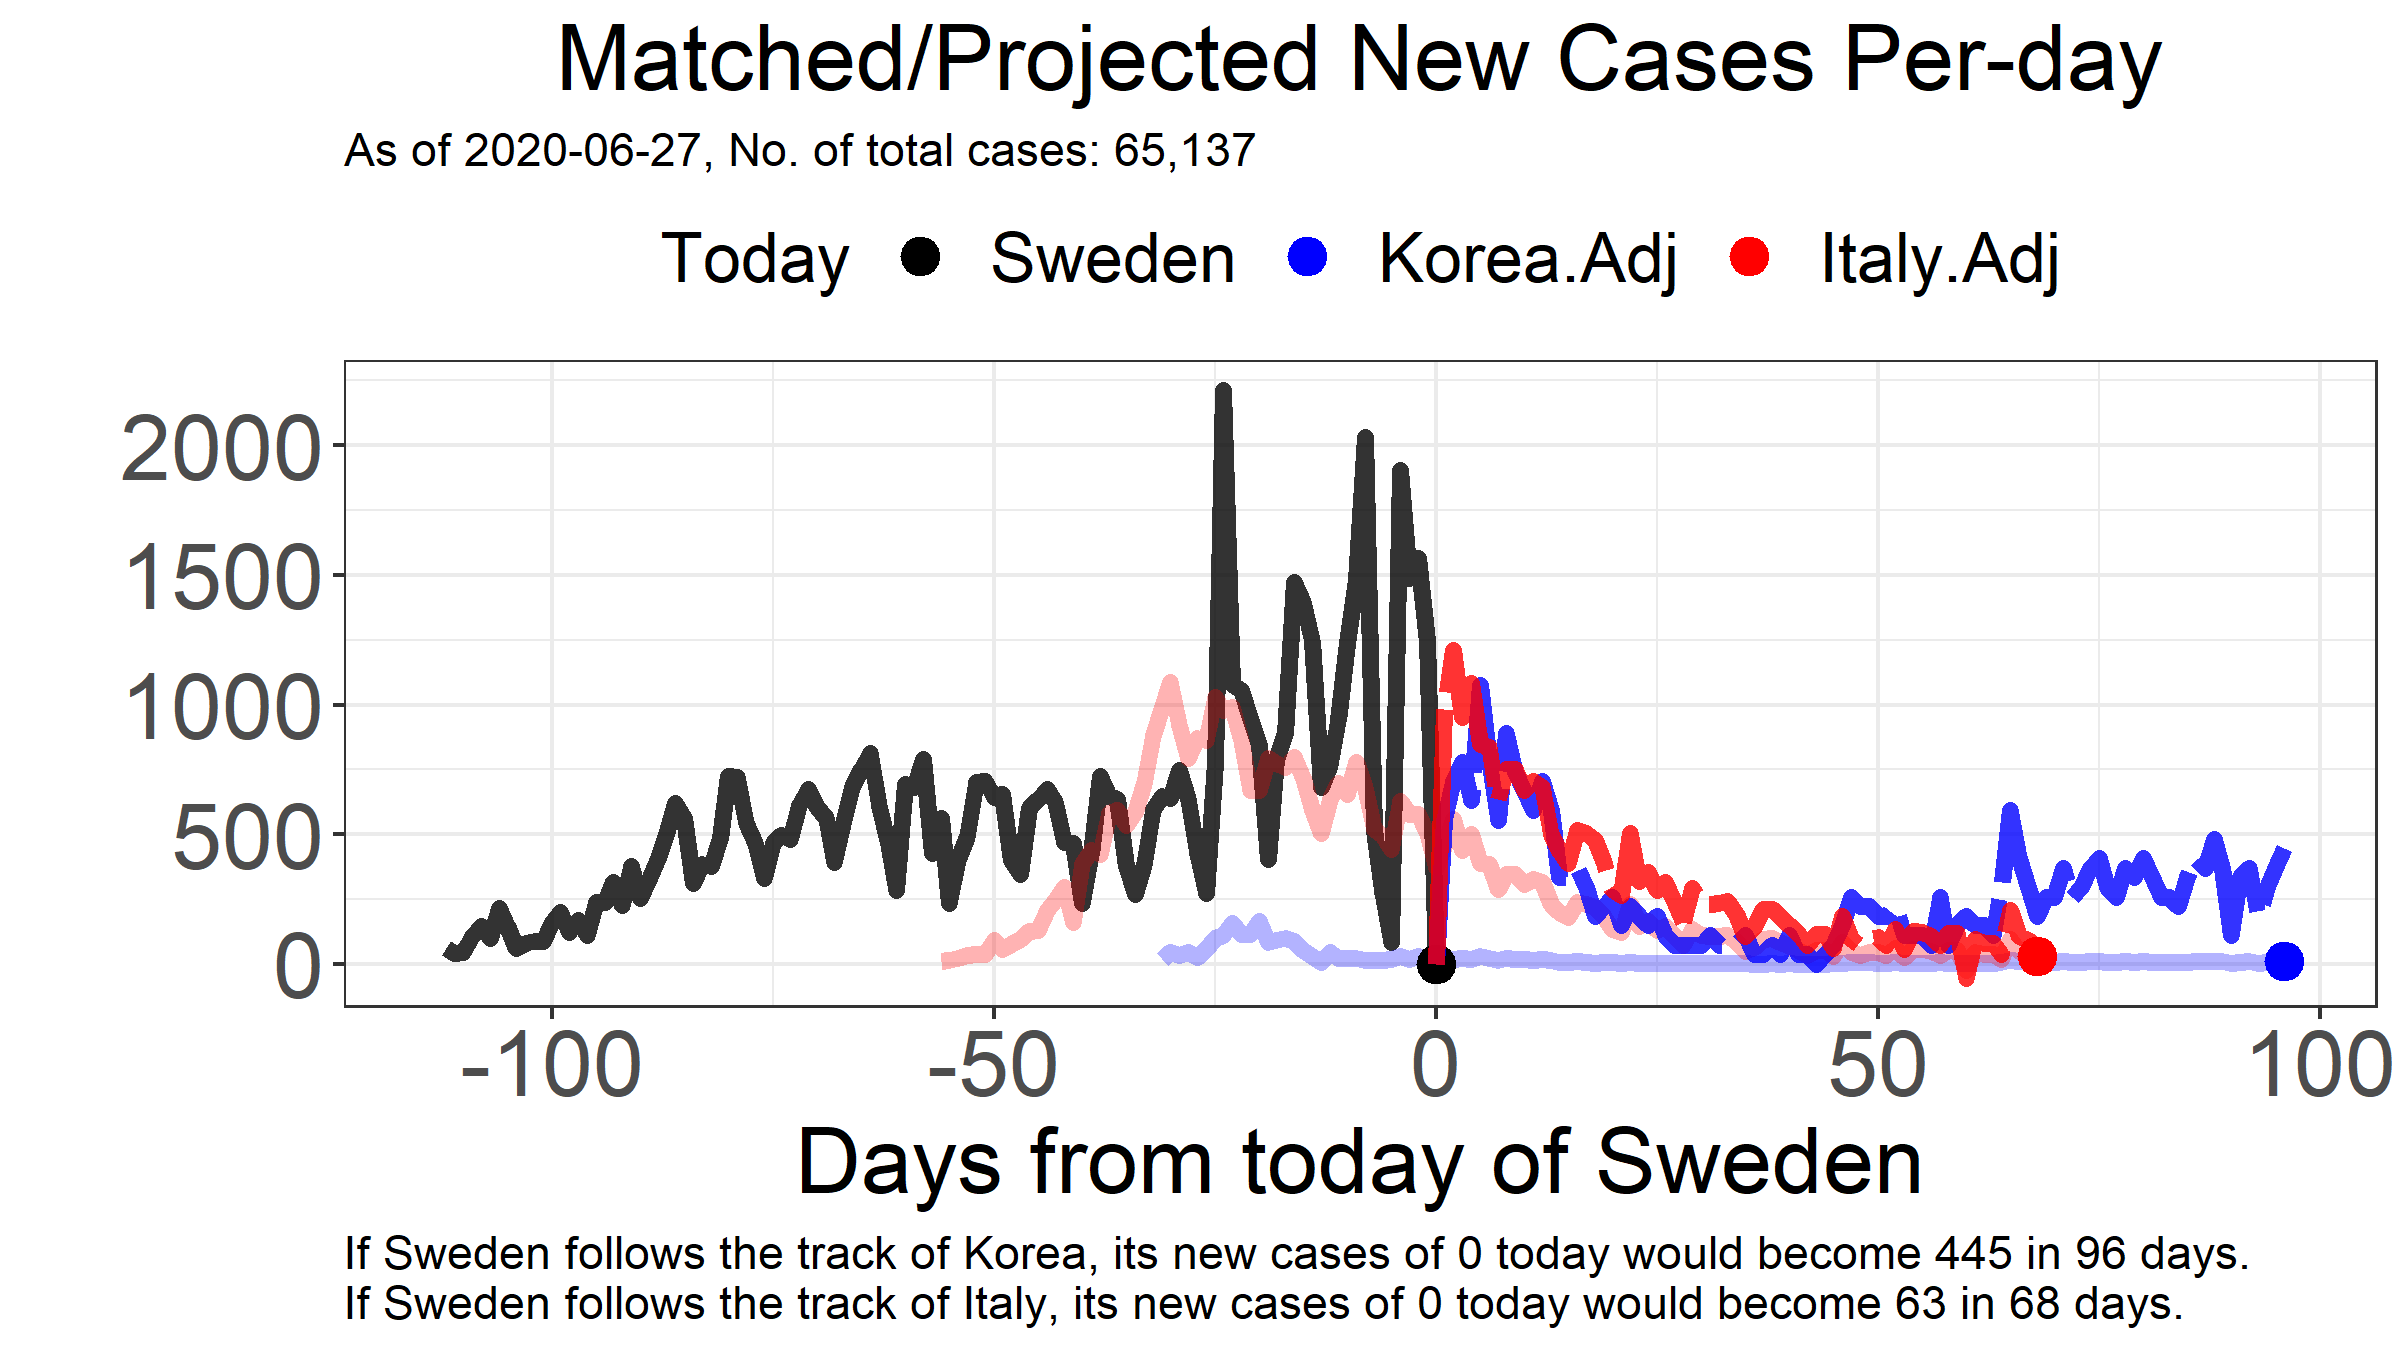 Matched/Projected New Cases Per-day
As of 2020-06-27, No. of total cases: 65,137
Today Sweden Korea.Adj Italy.Adj
2000
1500
1000
500
0
-100 -50 0 50 100
Days from today of Sweden
If Sweden follows the track of Korea, its new cases of 0 today would become 445 in 96 days.
If Sweden follows the track of Italy, its new cases of 0 today would become 63 in 68 days.